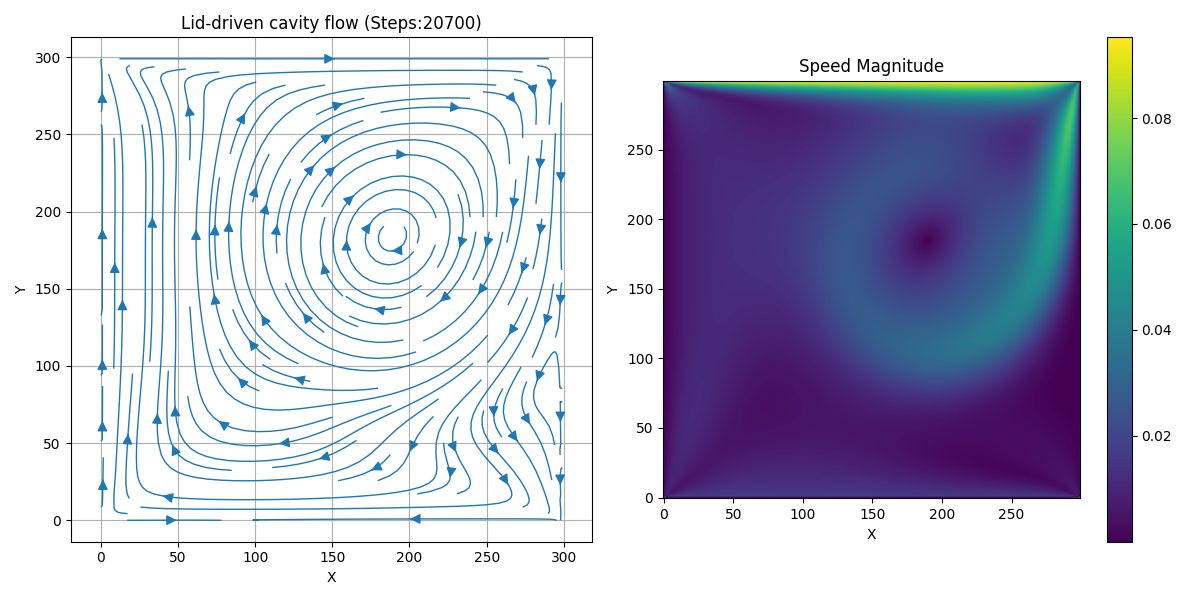 Lid-driven cavity flow (Steps:20700)
300
250
200
150
100
50
0
Y
0 50 100 150 200 250 300
X
Speed Magnitude
250
200
150
100
50
0
Y
0 50 100 150 200 250
X
0.08
0.06
0.04
0.02